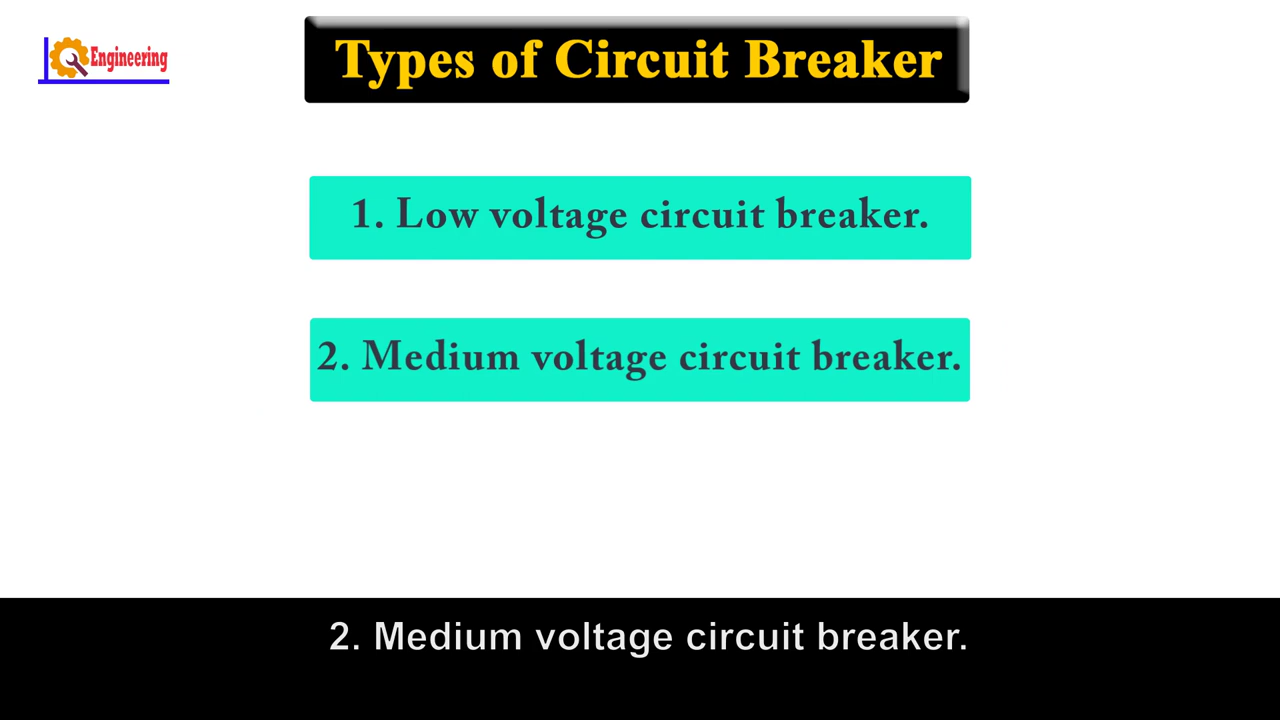 Engineering
Types of Circuit Breaker
1. Low voltage circuit breaker.
2. Medium voltage circuit breaker.
2. Medium voltage circuit breaker.